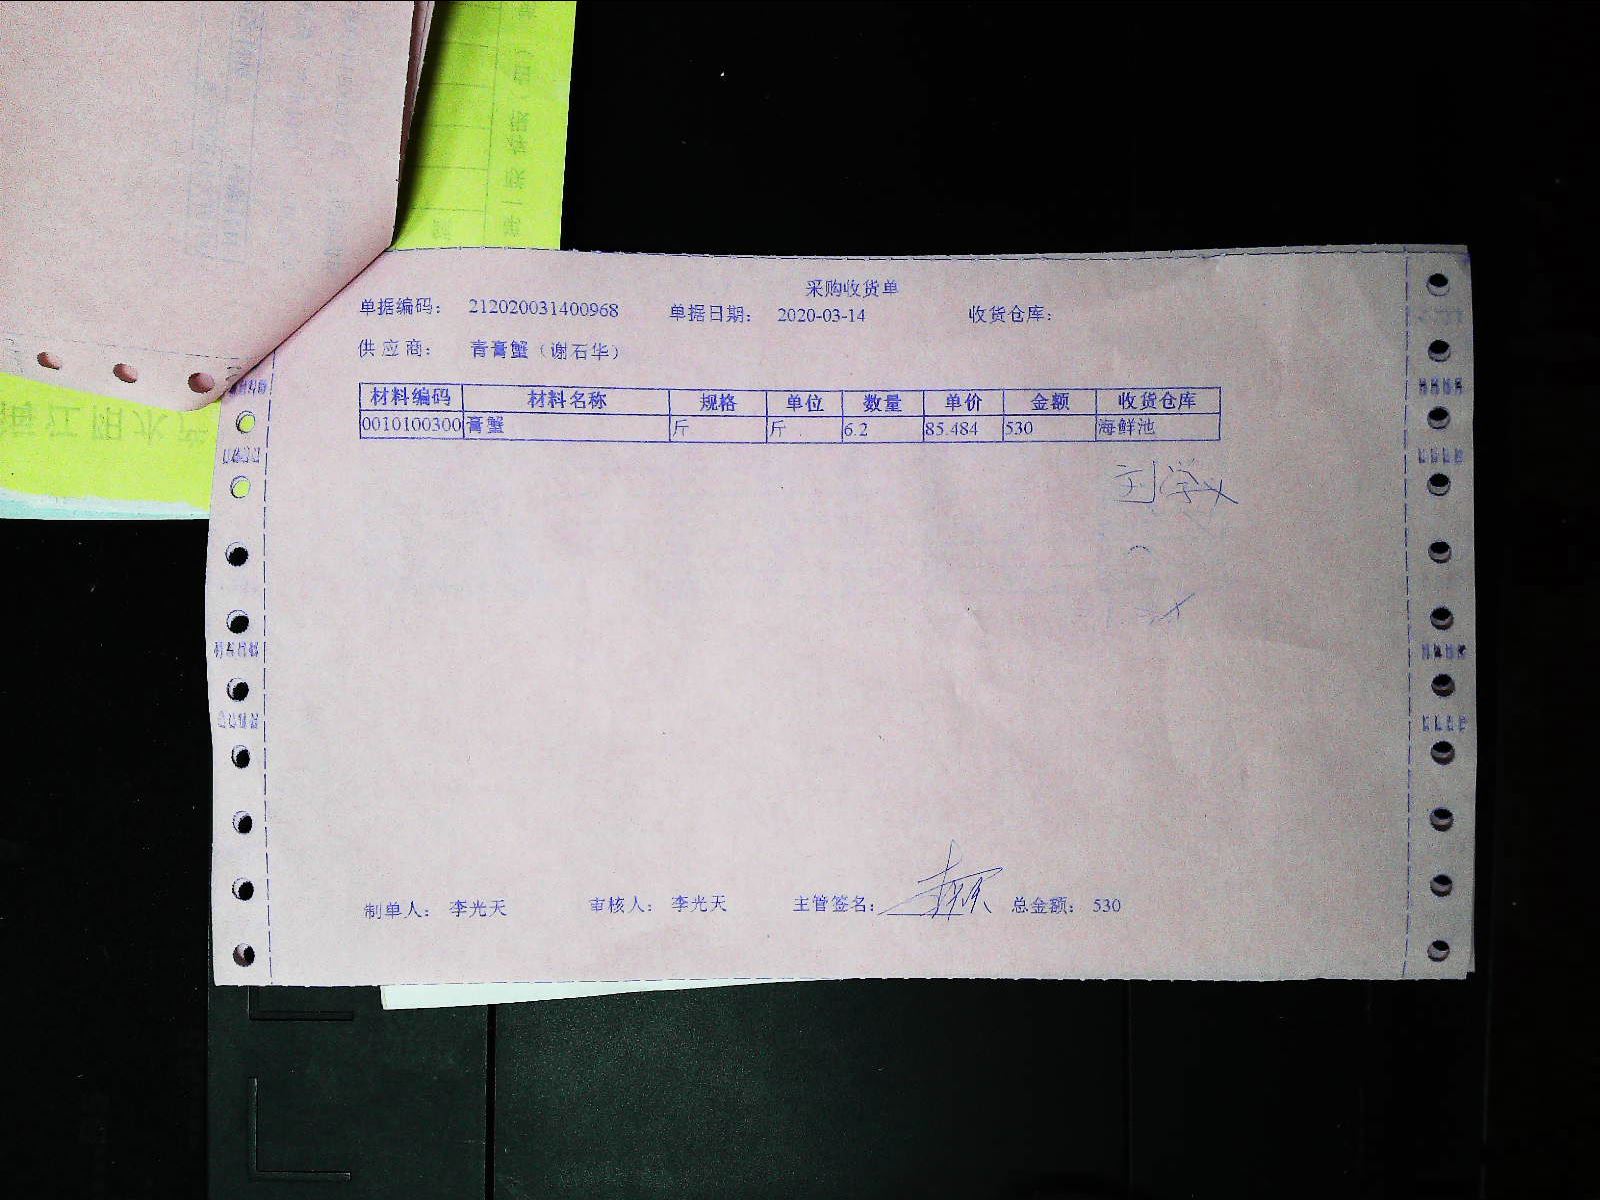 采购收货单
单据编码： 212020031400968 单据日期： 2020-03-14 收货仓库：
供应商： 青膏蟹（谢石华）
材料编码 材料名称 规格 单位 数量 单价 金额 收货仓库
0010100300 膏蟹 斤 斤 6.2 85.484 530 海鲜池
刘学义
制单人： 李光天 审核人： 李光天 主管签名： 总金额： 530